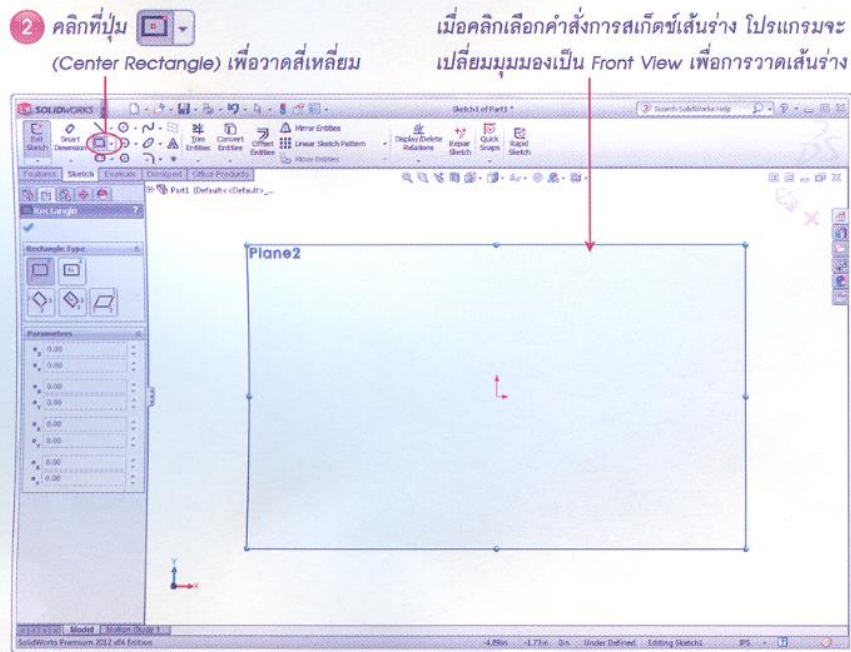 2 คลิกที่ปุ่ม
(Center Rectangle) เพื่อวาดสี่เหลี่ยม
เมื่อคลิกเลือกคำสั่งการสเก็ตช์เส้นร่าง โปรแกรมจะ
เปลี่ยนมุมมองเป็น Front View เพื่อการวาดเส้นร่าง
SOLIDWORKS
Sketch1 of Part1 *
Search SolidWorks Help
Exit Sketch
Smart Dimension
Trim Entities
Convert Entities
Offset Entities
Mirror Entities
Linear Sketch Pattern
Move Entities
Display/Delete Relations
Repair Sketch
Quick Snaps
Rapid Sketch
Features Sketch Evaluate DimXpert Office Products
Part1 (Default<<Default>_...
Rectangle ?
Rectangle Type
Parameters
x 0.00
y 0.00
x 0.00
y 0.00
x 0.00
y 0.00
x 0.00
y 0.00
Plane2
Y
X
Model Motion Study 1
SolidWorks Premium 2012 x64 Edition
-4.89in -1.73in 0in Under Defined Editing Sketch1 IPS